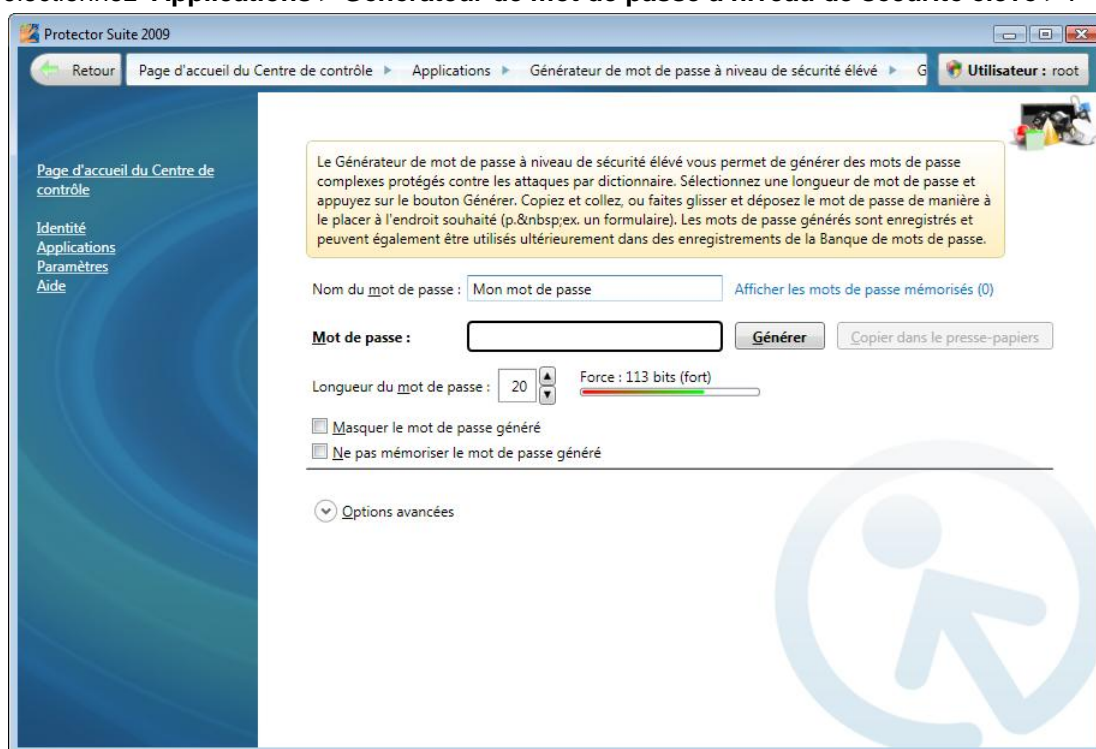 Protector Suite 2009
Retour Page d'accueil du Centre de contrôle Applications Générateur de mot de passe à niveau de sécurité élévé G Utilisateur : root
Page d'accueil du Centre de
contrôle
Identité
Applications
Paramètres
Aide
Le Générateur de mot de passe à niveau de sécurité élévé vous permet de générer des mots de passe
complexes protégés contre les attaques par dictionnaire. Sélectionnez une longueur de mot de passe et
appuyez sur le bouton Générer. Copiez et collez, ou faites glisser et déposez le mot de passe de manière à
le placer à l'endroit souhaité (p.&nbsp;ex. un formulaire). Les mots de passe générés sont enregistrés et
peuvent également être utilisés ultérieurement dans des enregistrements de la Banque de mots de passe.
Nom du mot de passe : Mon mot de passe Afficher les mots de passe mémorisés (0)
Mot de passe : Générer Copier dans le presse-papiers
Longueur du mot de passe : 20 Force : 113 bits (fort)
Masquer le mot de passe généré
Ne pas mémoriser le mot de passe généré
Options avancées